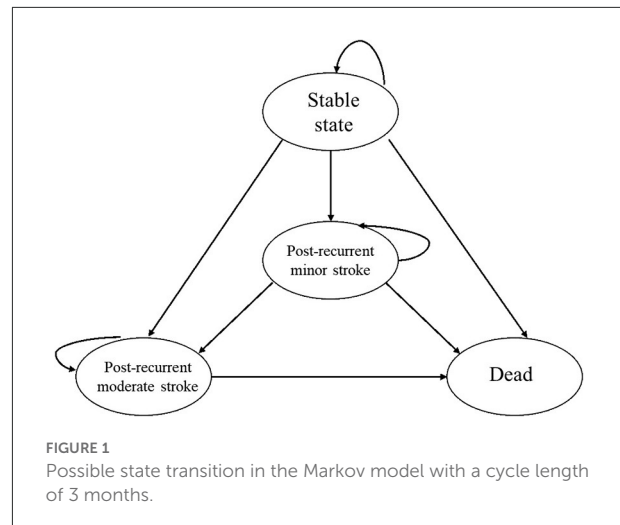 Stable
state
Post-recurrent
minor stroke
Post-recurrent
moderate stroke
Dead
FIGURE 1
Possible state transition in the Markov model with a cycle length
of 3 months.